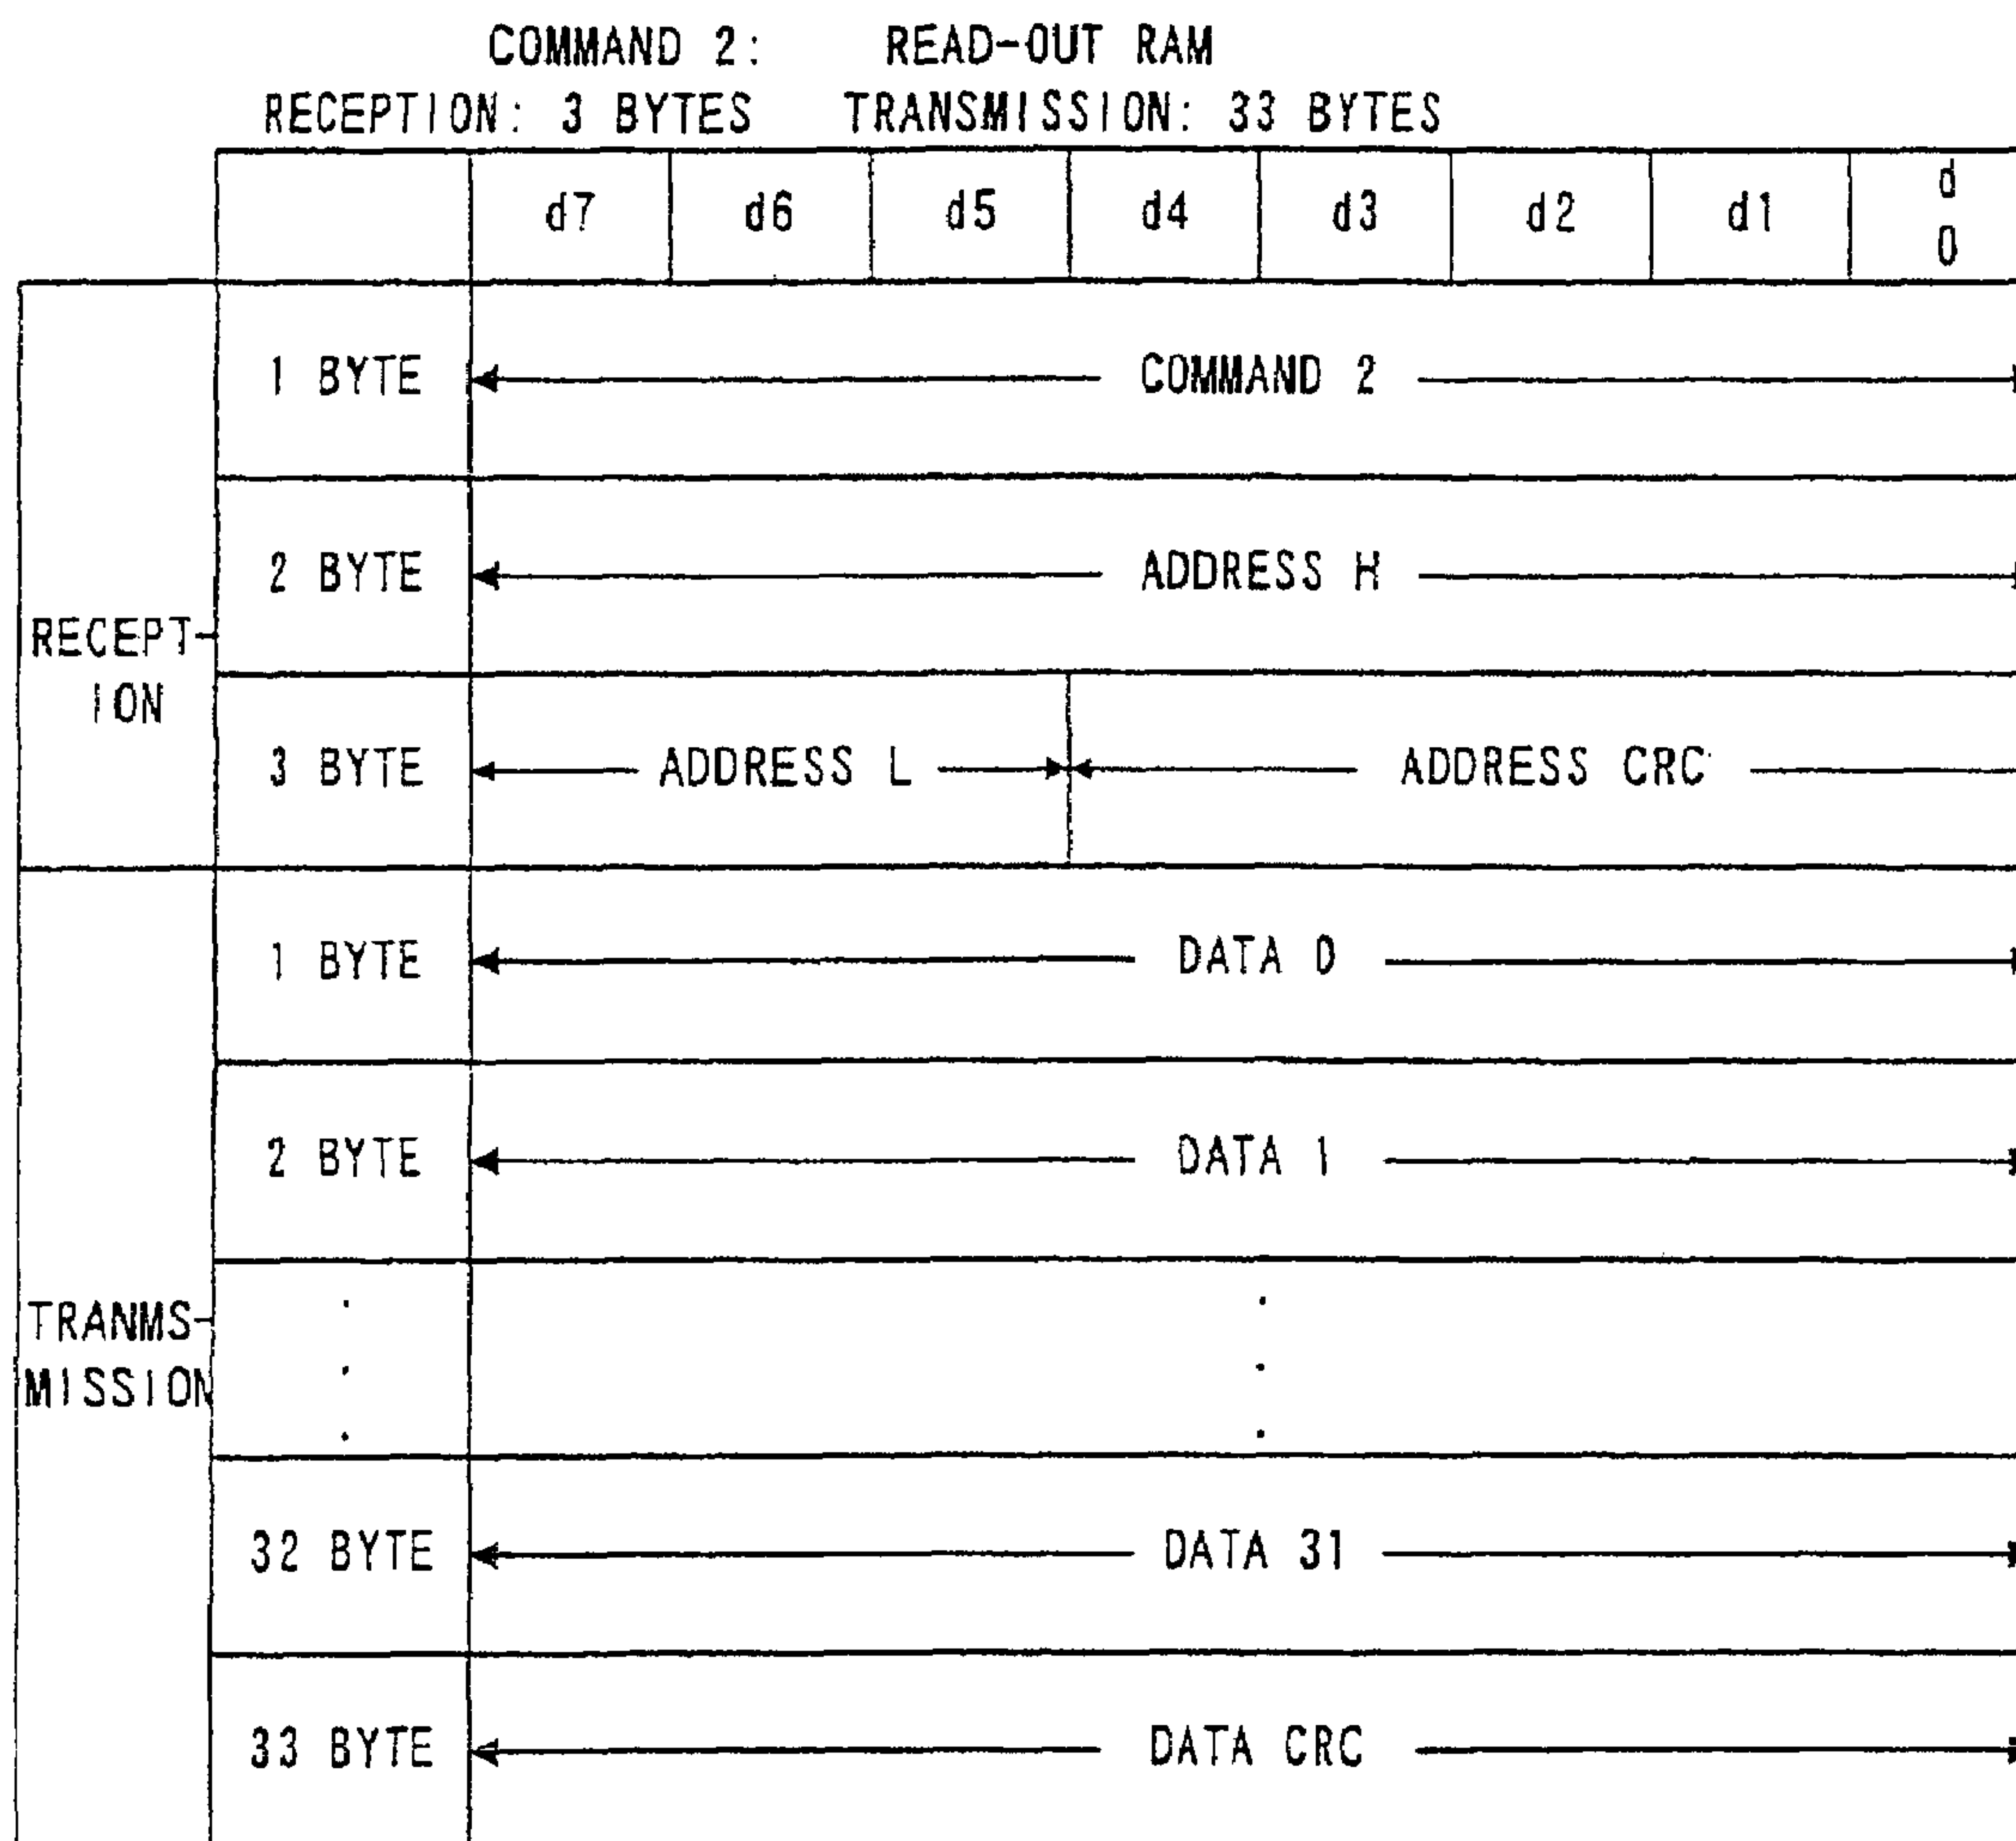 COMMAND 2: READ-OUT RAM
RECEPTION: 3 BYTES TRANSMISSION: 33 BYTES
d7 d6 d5 d4 d3 d2 d1 d
0
1 BYTE COMMAND 2
2 BYTE ADDRESS H
RECEPT-
ION
3 BYTE ADDRESS L ADDRESS CRC
1 BYTE DATA 0
2 BYTE DATA 1
TRANMS-
MISSION
32 BYTE DATA 31
33 BYTE DATA CRC